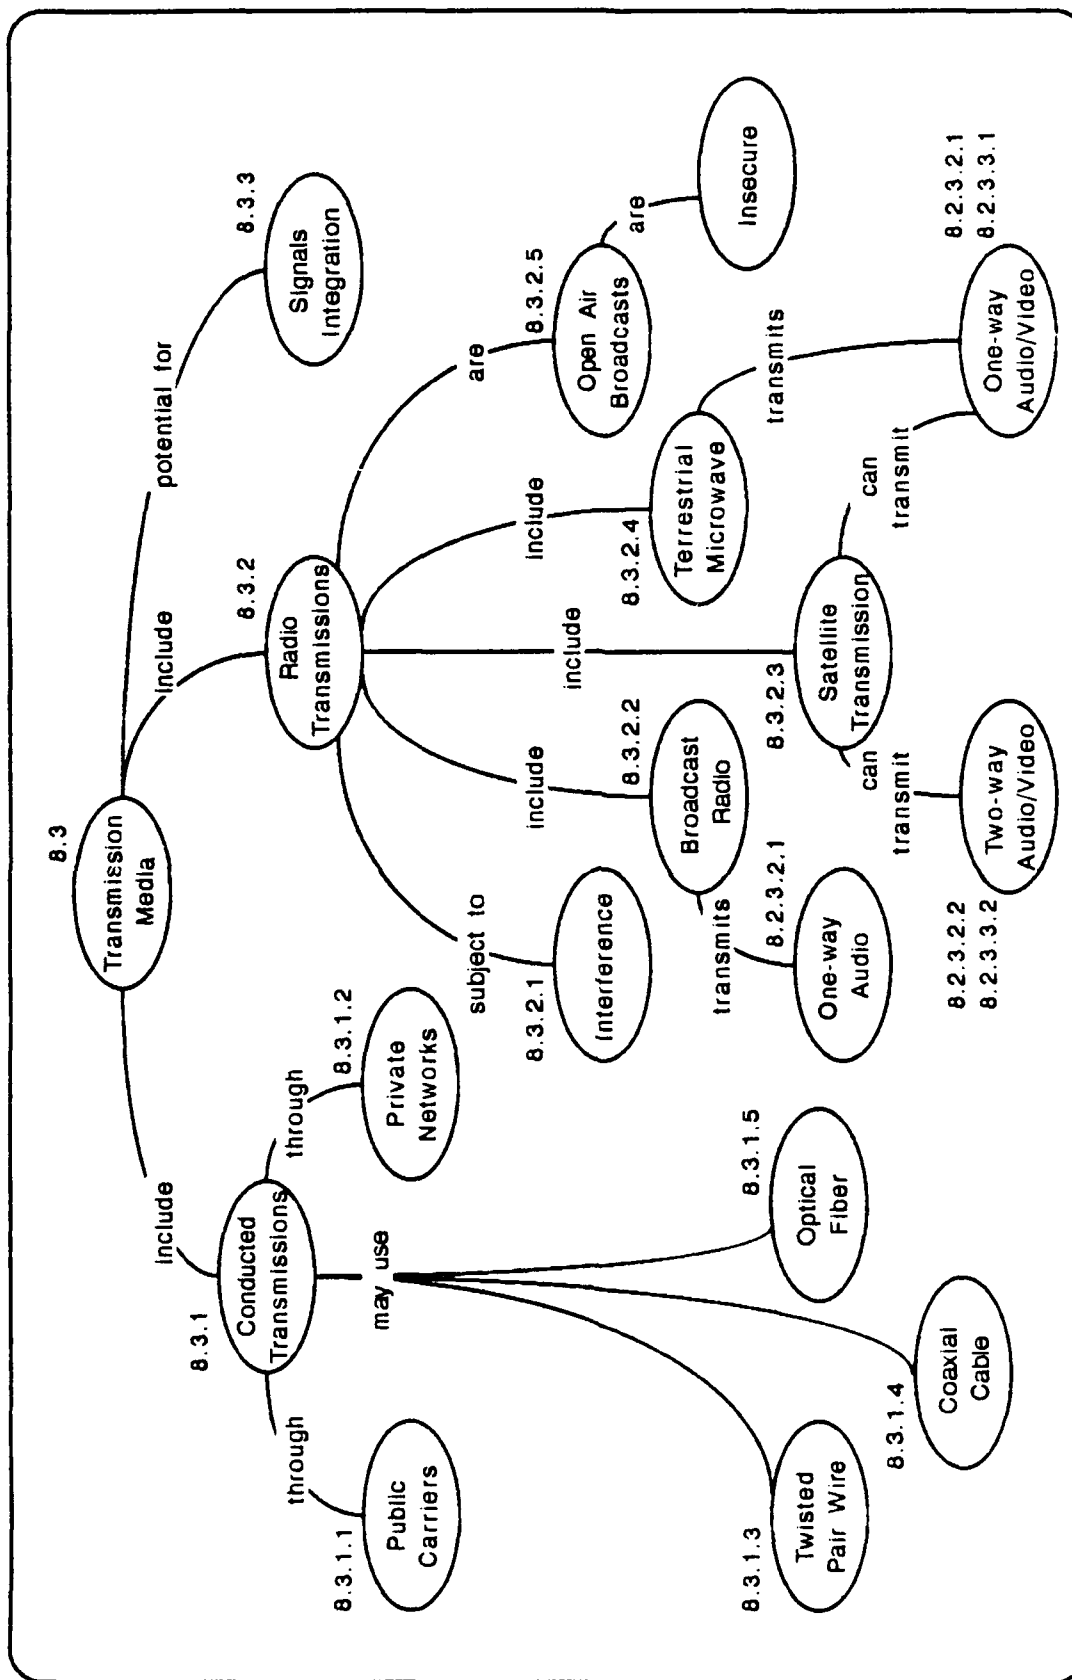 8.3
Transmission
Media
include
include
potential for
8.3.1
Conducted
Transmissions
8.3.2
Radio
Transmissions
8.3.3
Signals
Integration
through
through
8.3.1.1
Public
Carriers
8.3.1.2
Private
Networks
may use
8.3.1.3
Twisted
Pair Wire
8.3.1.4
Coaxial
Cable
8.3.1.5
Optical
Fiber
subject to
include
include
include
are
8.3.2.1
Interference
8.3.2.2
Broadcast
Radio
transmits
8.2.3.2.1
One-way
Audio
8.3.2.3
Satellite
Transmission
can
transmit
can
transmit
8.2.3.2.2
8.2.3.3.2
Two-way
Audio/Video
8.3.2.4
Terrestrial
Microwave
transmits
8.2.3.2.1
8.2.3.3.1
One-way
Audio/Video
8.3.2.5
Open Air
Broadcasts
are
Insecure